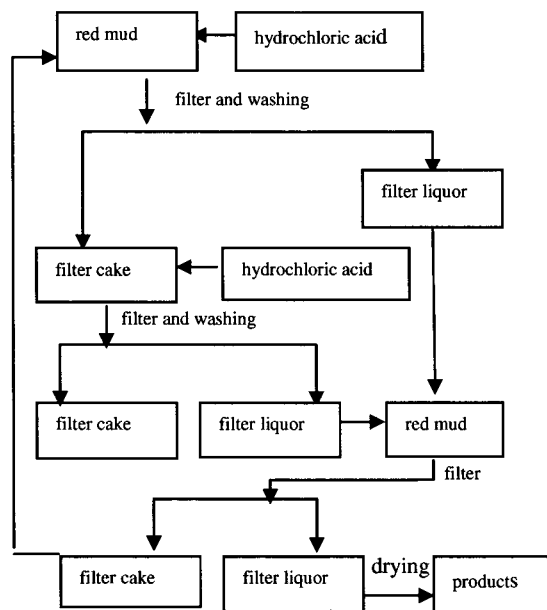 red mud
hydrochloric acid
filter and washing
filter liquor
filter cake
hydrochloric acid
filter and washing
filter cake
filter liquor
red mud
filter
filter cake
filter liquor
drying
products